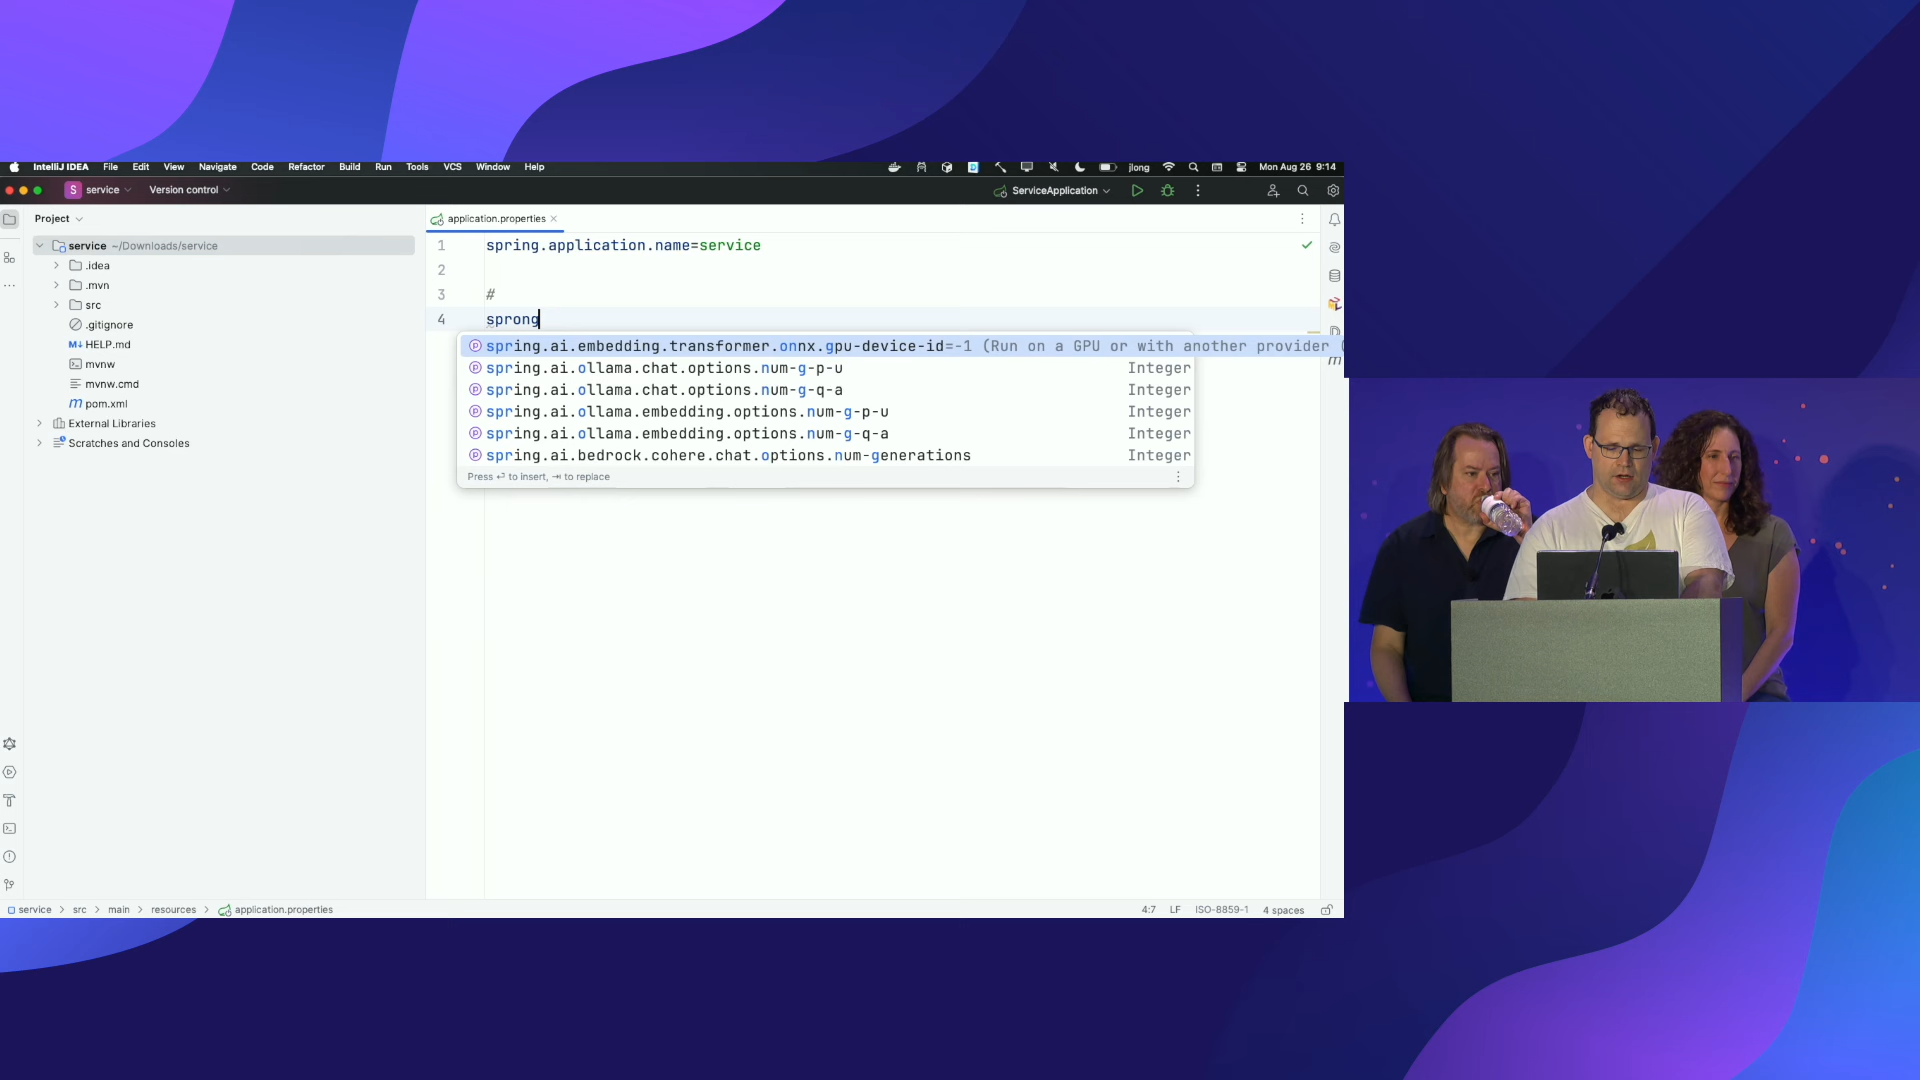 IntelliJ IDEA File Edit View Navigate Code Refactor Build Run Tools VCS Window Help jlong Mon Aug 26 9:14
S service Version control ServiceApplication
Project
service ~/Downloads/service
.idea
.mvn
src
.gitignore
M↓ HELP.md
mvnw
mvnw.cmd
m pom.xml
External Libraries
Scratches and Consoles
application.properties
1 spring.application.name=service
2
3 #
4 sprong
spring.ai.embedding.transformer.onnx.gpu-device-id=-1 (Run on a GPU or with another provider (
spring.ai.ollama.chat.options.num-g-p-u Integer
spring.ai.ollama.chat.options.num-g-q-a Integer
spring.ai.ollama.embedding.options.num-g-p-u Integer
spring.ai.ollama.embedding.options.num-g-q-a Integer
spring.ai.bedrock.cohere.chat.options.num-generations Integer
Press ⏎ to insert, ⇥ to replace
service > src > main > resources > application.properties 4:7 LF ISO-8859-1 4 spaces